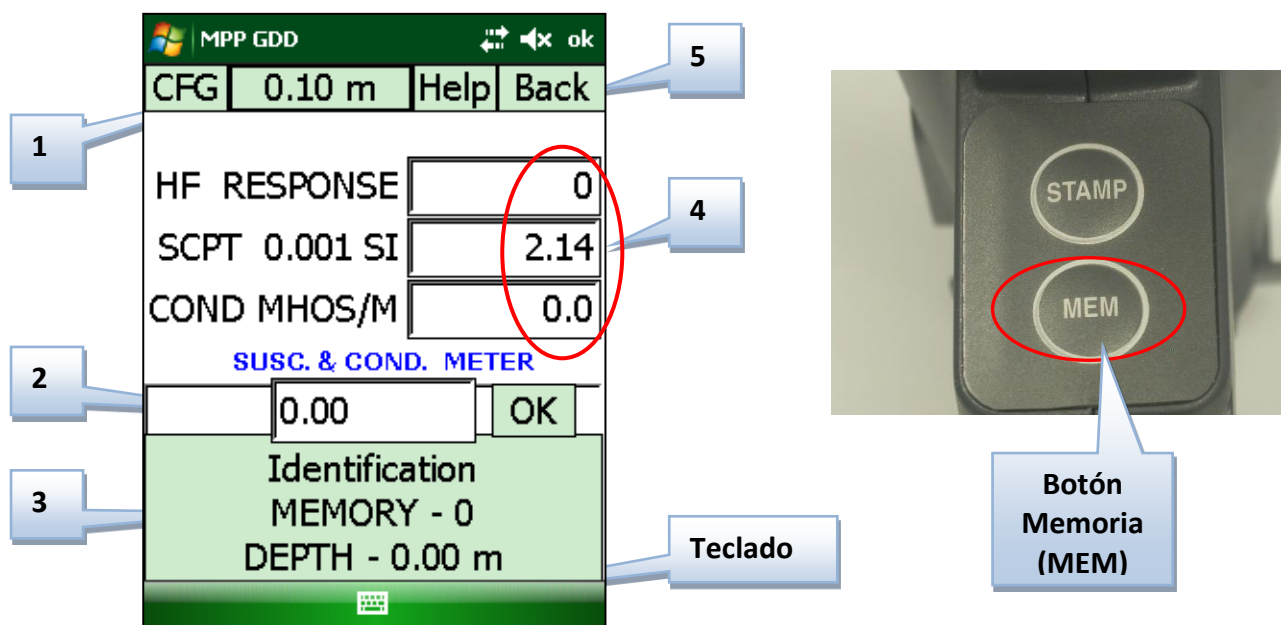 MPP GDD ok
CFG 0.10 m Help Back
5
1
HF RESPONSE 0
4
SCPT 0.001 SI 2.14
COND MHOS/M 0.0
SUSC. & COND. METER
2
0.00 OK
Identification
3
MEMORY - 0
DEPTH - 0.00 m
Teclado
STAMP
MEM
Botón
Memoria
(MEM)